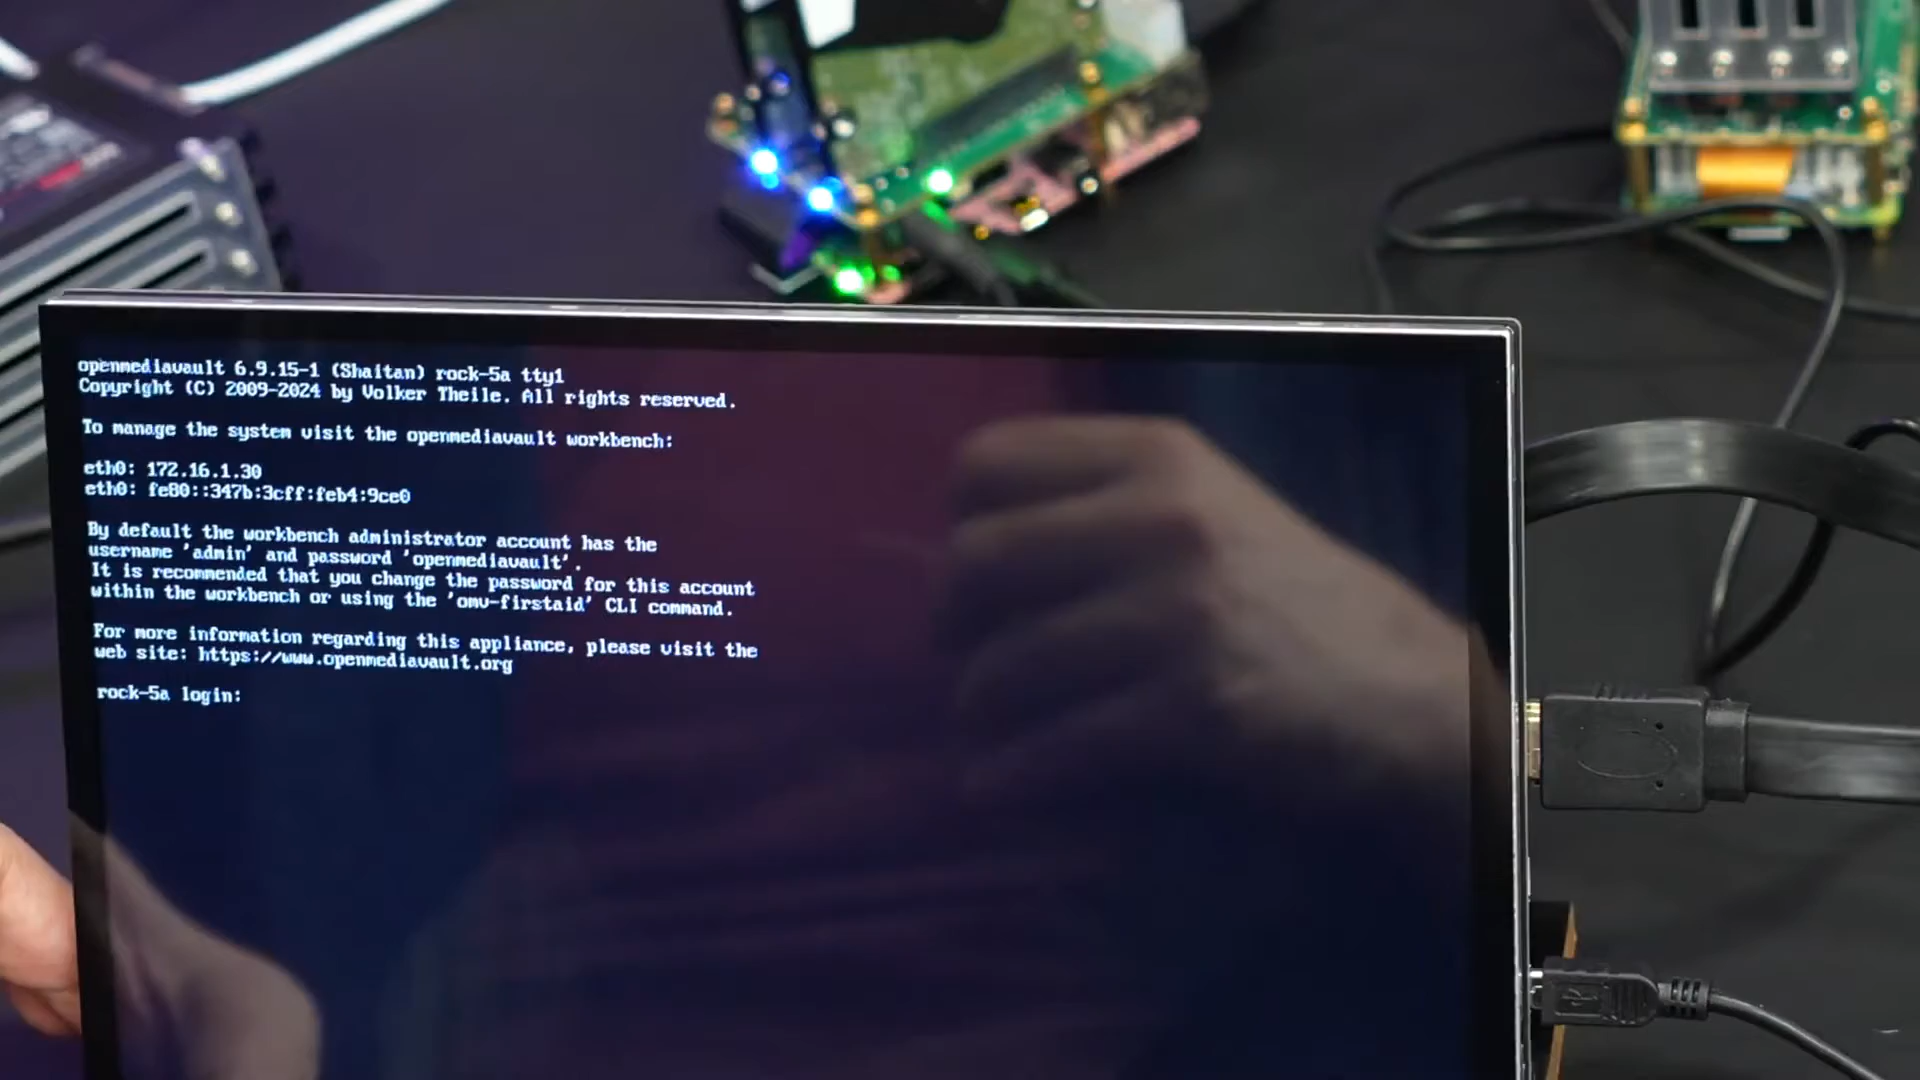 openmediavault 6.9.15-1 (Shaitan) rock-5a tty1
Copyright (C) 2009-2024 by Volker Theile. All rights reserved.
To manage the system visit the openmediavault workbench:
eth0: 172.16.1.30
eth0: fe80::347b:3cff:feb4:9ce0
By default the workbench administrator account has the
username 'admin' and password 'openmediavault'.
It is recommended that you change the password for this account
within the workbench or using the 'omv-firstaid' CLI command.
For more information regarding this appliance, please visit the
web site: https://www.openmediavault.org
rock-5a login: